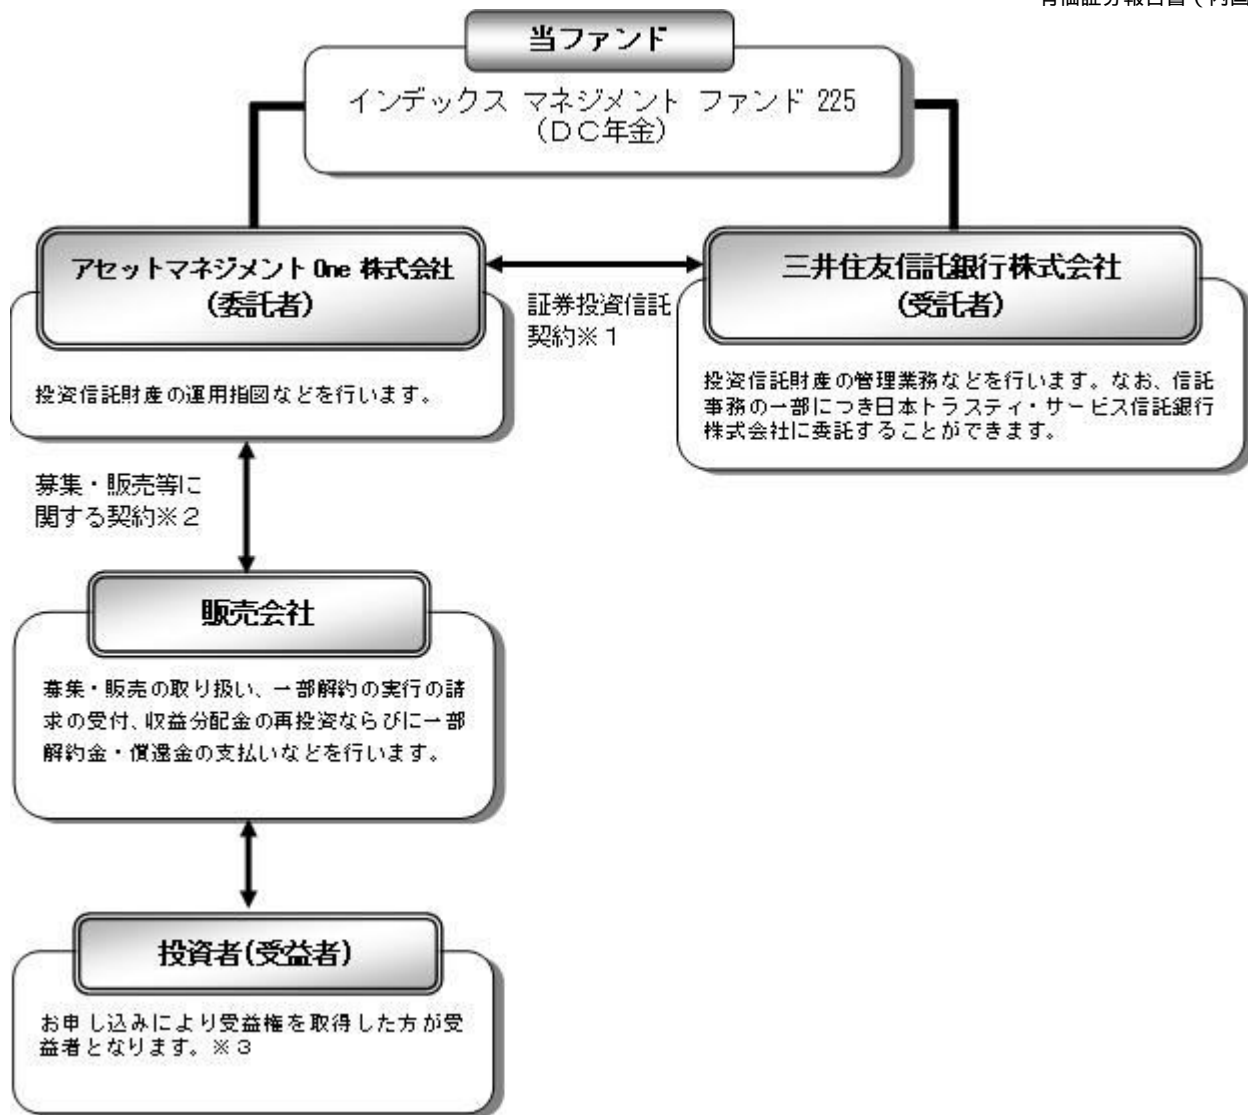 当ファンド
インデックス マネジメント ファンド 225
(DC年金)
アセットマネジメントOne 株式会社
(委託者)
投資信託財産の運用指図などを行います。
証券投資信託
契約※1
三井住友信託銀行株式会社
(受託者)
投資信託財産の管理業務などを行います。なお、信託
事務の一部につき日本トラスティ・サービス信託銀行
株式会社に委託することができます。
募集・販売等に
関する契約※2
販売会社
募集・販売の取り扱い、一部解約の実行の請
求の受付、収益分配金の再投資ならびに一部
解約金・償還金の支払いなどを行います。
投資者(受益者)
お申し込みにより受益権を取得した方が受
益者となります。※3